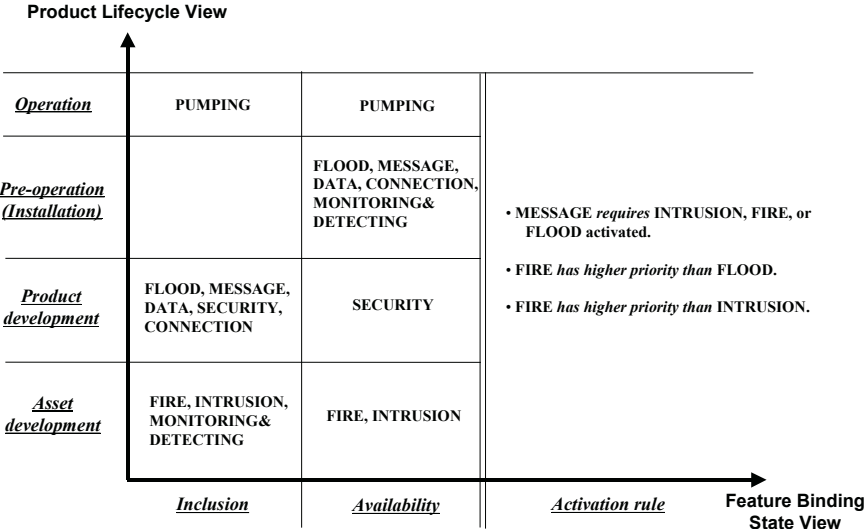 Product Lifecycle View
Operation
PUMPING
PUMPING
Pre-operation
(Installation)
FLOOD, MESSAGE,
DATA, CONNECTION,
MONITORING&
DETECTING
• MESSAGE requires INTRUSION, FIRE, or
FLOOD activated.
• FIRE has higher priority than FLOOD.
• FIRE has higher priority than INTRUSION.
Product
development
FLOOD, MESSAGE,
DATA, SECURITY,
CONNECTION
SECURITY
Asset
development
FIRE, INTRUSION,
MONITORING&
DETECTING
FIRE, INTRUSION
Inclusion
Availability
Activation rule
Feature Binding
State View